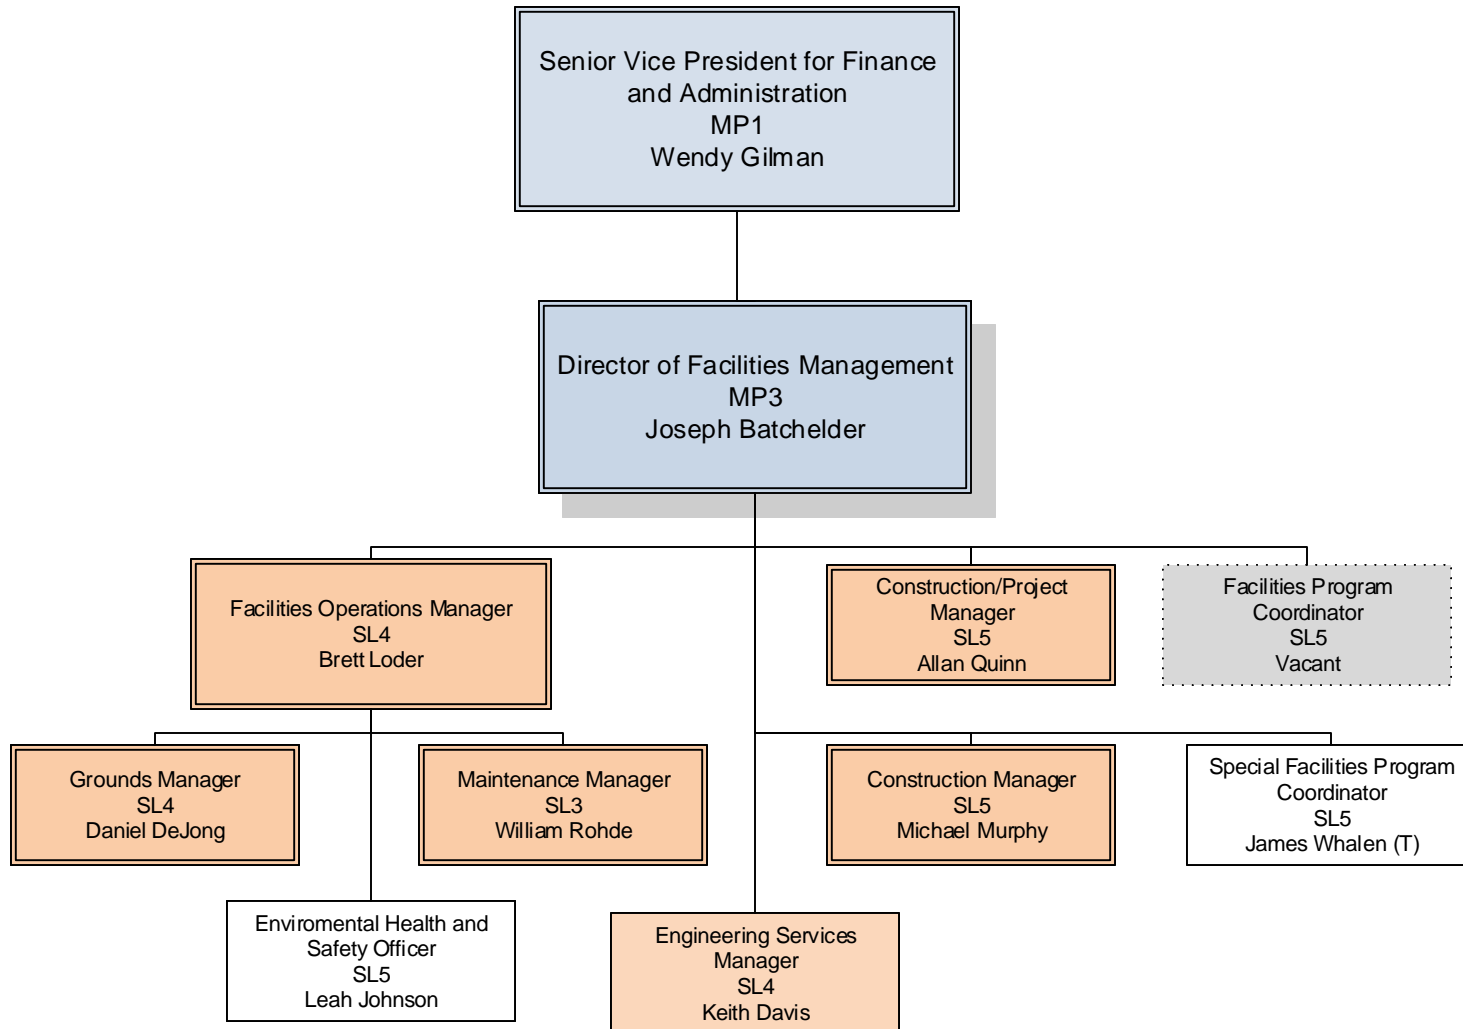 Senior Vice President for Finance
and Administration
MP1
Wendy Gilman
Director of Facilities Management
MP3
Joseph Batchelder
Facilities Operations Manager
SL4
Brett Loder
Construction/Project
Manager
SL5
Allan Quinn
Facilities Program
Coordinator
SL5
Vacant
Grounds Manager
SL4
Daniel DeJong
Maintenance Manager
SL3
William Rohde
Construction Manager
SL5
Michael Murphy
Special Facilities Program
Coordinator
SL5
James Whalen (T)
Enviromental Health and
Safety Officer
SL5
Leah Johnson
Engineering Services
Manager
SL4
Keith Davis